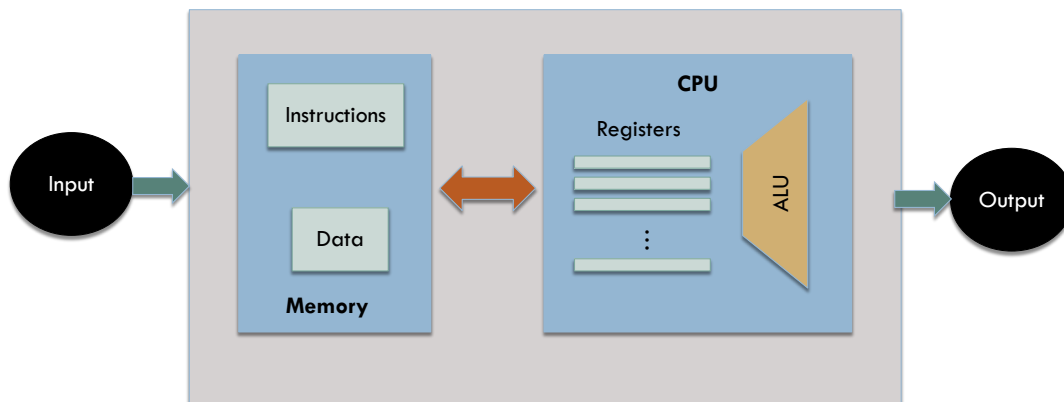 Input
Instructions
Data
Memory
CPU
Registers
⋮
ALU
Output